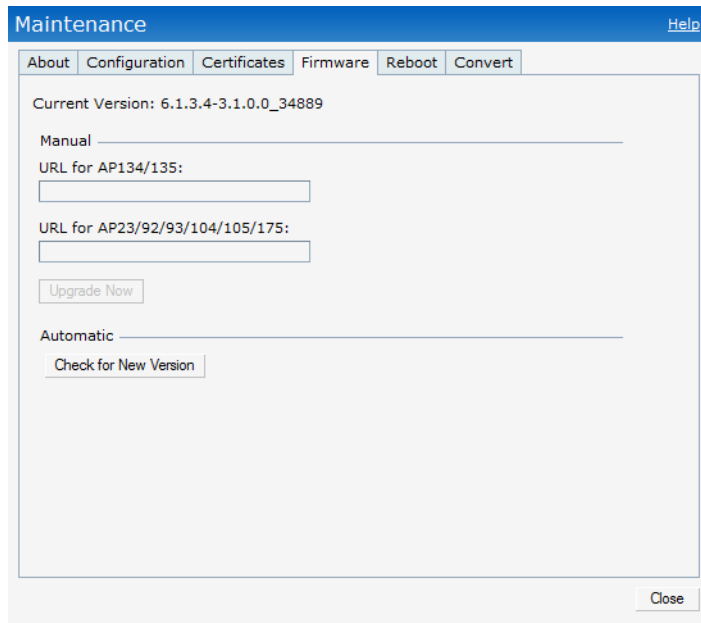 Maintenance
Help
About Configuration Certificates Firmware Reboot Convert
Current Version: 6.1.3.4-3.1.0.0_34889
Manual
URL for AP134/135:
URL for AP23/92/93/104/105/175:
Upgrade Now
Automatic
Check for New Version
Close